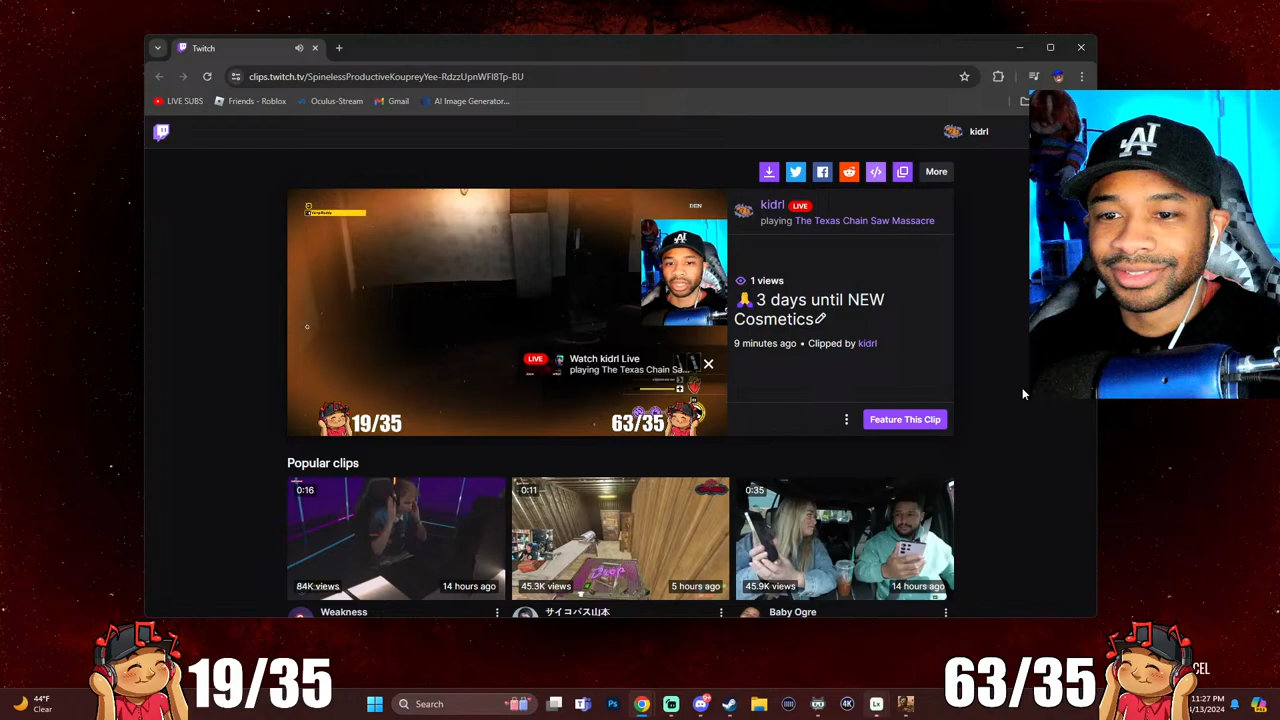 Twitch
clips.twitch.tv/SpinelessProductiveKoupreyYee-RdzzUpnWFI8Tp-BU
LIVE SUBS
Friends - Roblox
Oculus-Stream
Gmail
AI Image Generator...
kidrl
More
DEN
kidrl LIVE
playing The Texas Chain Saw Massacre
1 views
🙏3 days until NEW
Cosmetics
9 minutes ago • Clipped by kidrl
LIVE
Watch kidrl Live
playing The Texas Chain Sa...
19/35
63/35
Feature This Clip
Popular clips
0:16
0:11
0:35
84K views
14 hours ago
45.3K views
5 hours ago
45.9K views
14 hours ago
Weakness
サイコパス山本
Baby Ogre
19/35
63/35
CEL
44°F
Clear
Search
11:27 PM
/13/2024